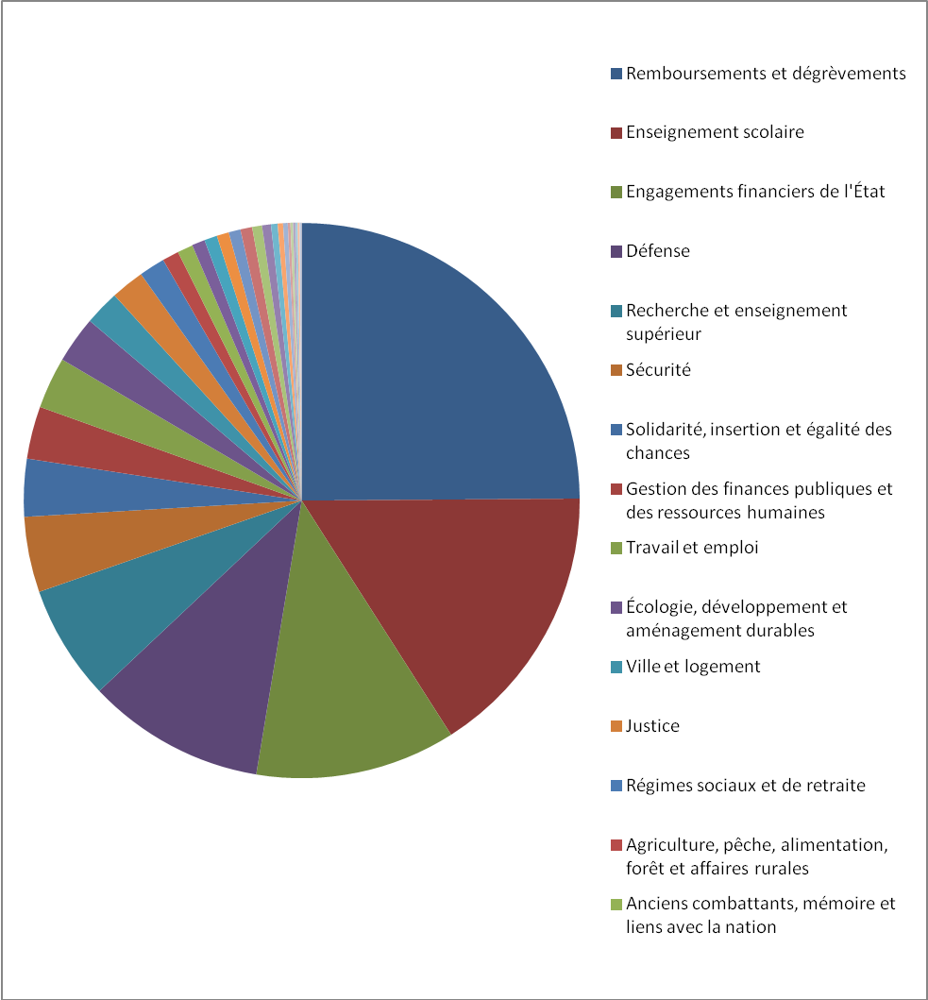 Remboursements et dégrèvements
Enseignement scolaire
Engagements financiers de l'État
Défense
Recherche et enseignement
supérieur
Sécurité
Solidarité, insertion et égalité des
chances
Gestion des finances publiques et
des ressources humaines
Travail et emploi
Écologie, développement et
aménagement durables
Ville et logement
Justice
Régimes sociaux et de retraite
Agriculture, pêche, alimentation,
forêt et affaires rurales
Anciens combattants, mémoire et
liens avec la nation